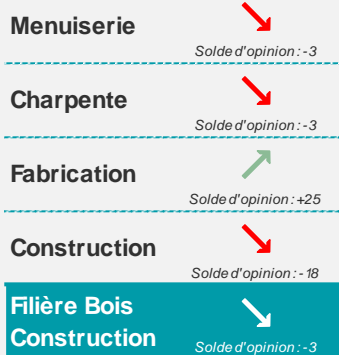 Menuiserie
Solde d'opinion : -3
Charpente
Solde d'opinion : -3
Fabrication
Solde d'opinion : +25
Construction
Solde d'opinion : - 18
Filière Bois
Construction
Solde d'opinion : -3